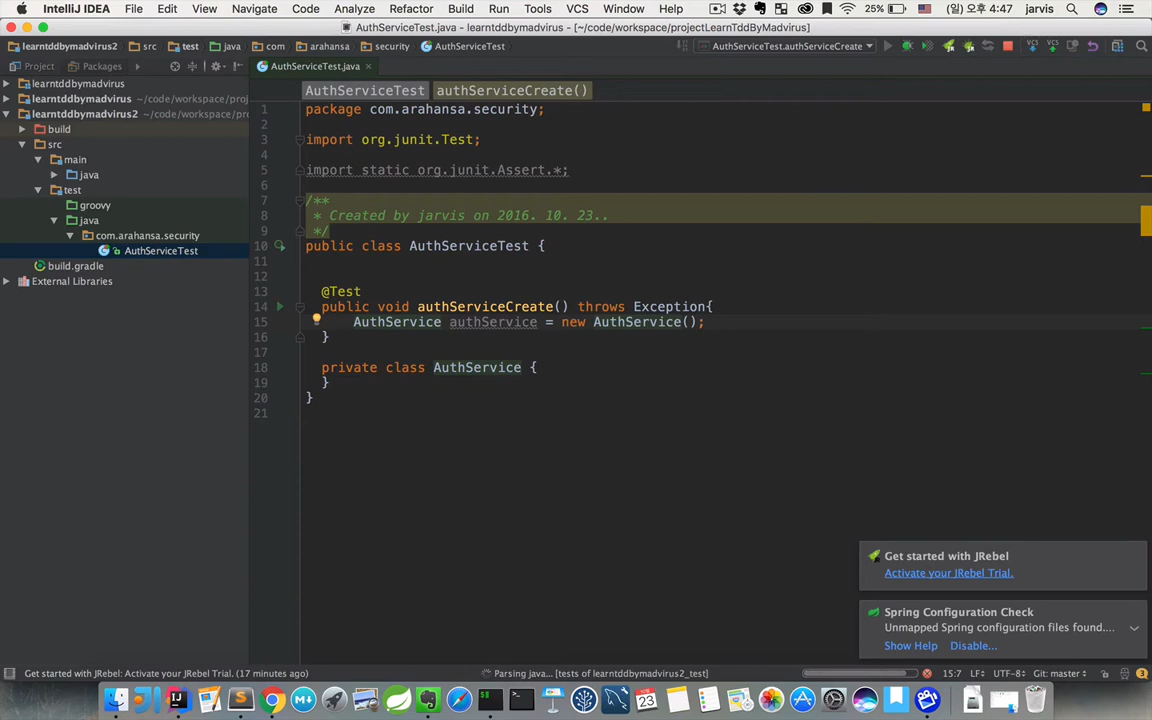 IntelliJ IDEA File Edit View Navigate Code Analyze Refactor Build Run Tools VCS Window Help 25% (일) 오후 4:47 jarvis
AuthServiceTest.java - learntddbymadvirus2 - [~/code/workspace/projectLearnTddByMadvirus]
learntddbymadvirus2 src test java com arahansa security AuthServiceTest AuthServiceTest.authServiceCreate VCS VCS
Project Packages AuthServiceTest.java
learntddbymadvirus
learntddbymadvirus ~/code/workspace/proj
learntddbymadvirus2 ~/code/workspace/pro
build
src
main
java
test
groovy
java
com.arahansa.security
AuthServiceTest
build.gradle
External Libraries
AuthServiceTest authServiceCreate()
1 package com.arahansa.security;
2
3 import org.junit.Test;
4
5 import static org.junit.Assert.*;
6
7 /**
8 * Created by jarvis on 2016. 10. 23..
9 */
10 public class AuthServiceTest {
11
12
13 @Test
14 public void authServiceCreate() throws Exception{
15 AuthService authService = new AuthService();
16 }
17
18 private class AuthService {
19 }
20 }
21
Get started with JRebel
Activate your JRebel Trial.
Spring Configuration Check
Unmapped Spring configuration files found....
Show Help Disable...
Get started with JRebel: Activate your JRebel Trial. (17 minutes ago) Parsing java... [tests of learntddbymadvirus2_test] 15:7 LF÷ UTF-8÷ Git: master÷ 3